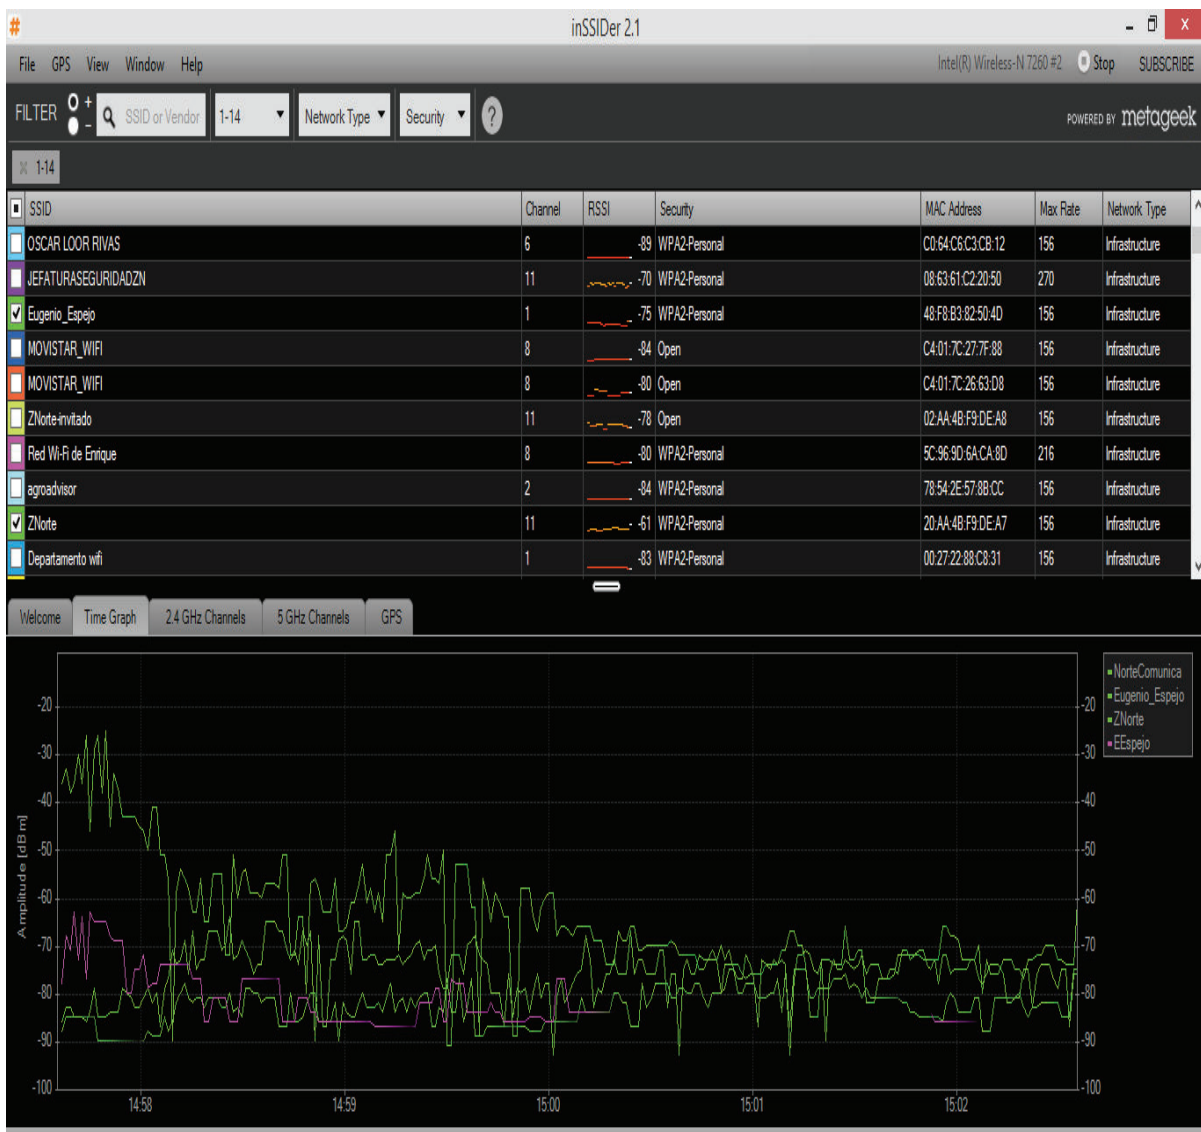 inSSIDer 2.1
File GPS View Window Help Intel(R) Wireless-N 7260 #2 Stop SUBSCRIBE
FILTER + - SSID or Vendor 1-14 Network Type Security ? POWERED BY metageek
1-14
SSID Channel RSSI Security MAC Address Max Rate Network Type
OSCAR LOOR RIVAS 6 -89 WPA2-Personal C0:64:C6:C3:CB:12 156 Infrastructure
JEFATURASEGURIDADZN 11 -70 WPA2-Personal 08:63:61:C2:20:50 270 Infrastructure
Eugenio_Espejo 1 -75 WPA2-Personal 48:F8:B3:82:50:4D 156 Infrastructure
MOVISTAR_WIFI 8 -84 Open C4:01:7C:27:7F:88 156 Infrastructure
MOVISTAR_WIFI 8 -80 Open C4:01:7C:26:63:D8 156 Infrastructure
ZNorte-invitado 11 -78 Open 02:AA:4B:F9:DE:A8 156 Infrastructure
Red Wi-Fi de Enrique 8 -80 WPA2-Personal 5C:96:9D:6A:CA:8D 216 Infrastructure
agroadvisor 2 -84 WPA2-Personal 78:54:2E:57:8B:CC 156 Infrastructure
ZNorte 11 -61 WPA2-Personal 20:AA:4B:F9:DE:A7 156 Infrastructure
Departamento wifi 1 -83 WPA2-Personal 00:27:22:88:C8:31 156 Infrastructure
Welcome Time Graph 2.4 GHz Channels 5 GHz Channels GPS
NorteComunica
Eugenio_Espejo
ZNorte
EEspejo
Amplitude [dBm]
-20 -20
-30 -30
-40 -40
-50 -50
-60 -60
-70 -70
-80 -80
-90 -90
-100 -100
14:58 14:59 15:00 15:01 15:02